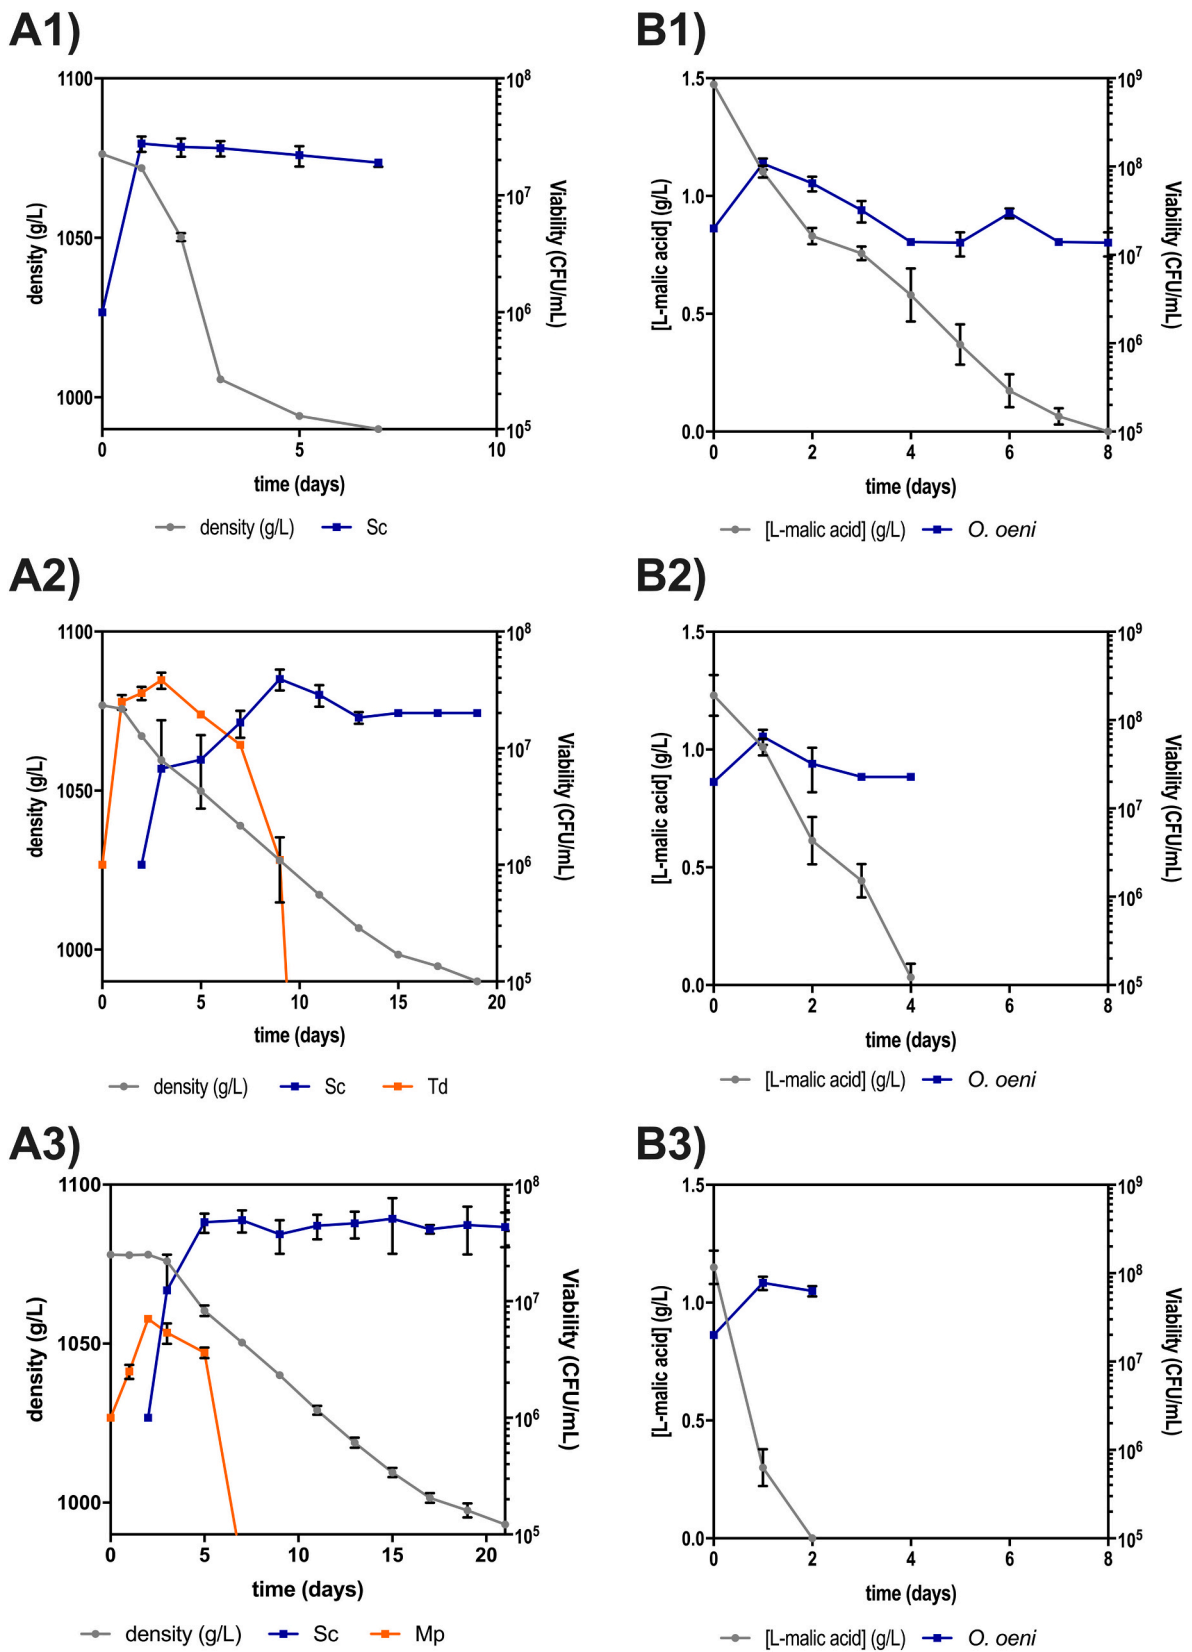 A1)
B1)
1100
10^8
1050
10^7
1000
10^6
10^5
0
5
10
density (g/L)
Viability (CFU/mL)
time (days)
density (g/L)
Sc
1.5
10^9
1.0
10^8
0.5
10^7
0.0
10^6
10^5
0
2
4
6
8
[L-malic acid] (g/L)
Viability (CFU/mL)
time (days)
[L-malic acid] (g/L)
O. oeni
A2)
B2)
1100
10^8
1050
10^7
1000
10^6
10^5
0
5
10
15
20
density (g/L)
Viability (CFU/mL)
time (days)
density (g/L)
Sc
Td
1.5
10^9
1.0
10^8
0.5
10^7
0.0
10^6
10^5
0
2
4
6
8
[L-malic acid] (g/L)
Viability (CFU/mL)
time (days)
[L-malic acid] (g/L)
O. oeni
A3)
B3)
1100
10^8
1050
10^7
1000
10^6
10^5
0
5
10
15
20
density (g/L)
Viability (CFU/mL)
time (days)
density (g/L)
Sc
Mp
1.5
10^9
1.0
10^8
0.5
10^7
0.0
10^6
10^5
0
2
4
6
8
[L-malic acid] (g/L)
Viability (CFU/mL)
time (days)
[L-malic acid] (g/L)
O. oeni